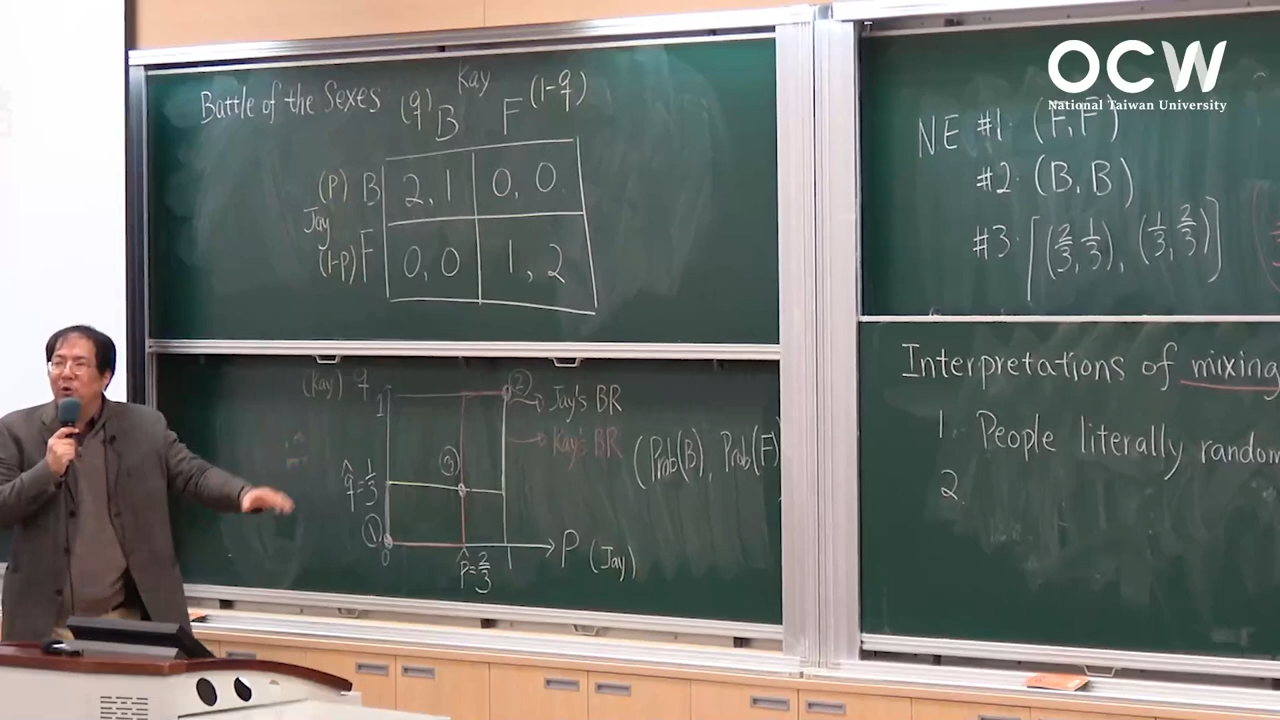 OCW
National Taiwan University
Battle of the Sexes
Kay
(q) B F (1-q)
(p) B 2, 1 0, 0
Jay
(1-p) F 0, 0 1, 2
(Kay) q
1
② → Jay's BR
→ Kay's BR
(Prob(B), Prob(F)
③
q̂=1/3
①
0
p̂=2/3
1
P (Jay)
NE #1. (F, F)
#2. (B, B)
#3. [(2/3, 1/3), (1/3, 2/3)]
Interpretations of mixing
1. People literally random
2.